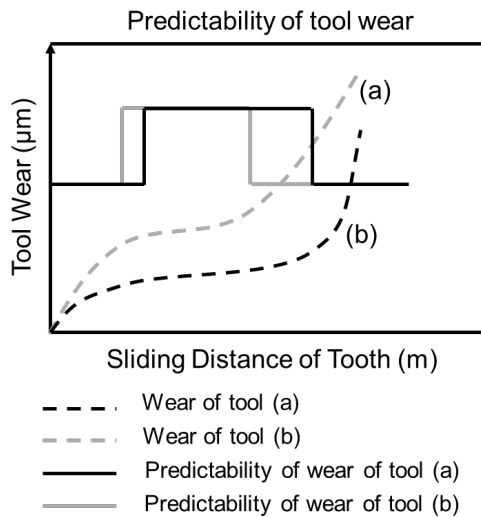 Predictability of tool wear
(a)
(b)
Tool Wear (μm)
Sliding Distance of Tooth (m)
Wear of tool (a)
Wear of tool (b)
Predictability of wear of tool (a)
Predictability of wear of tool (b)